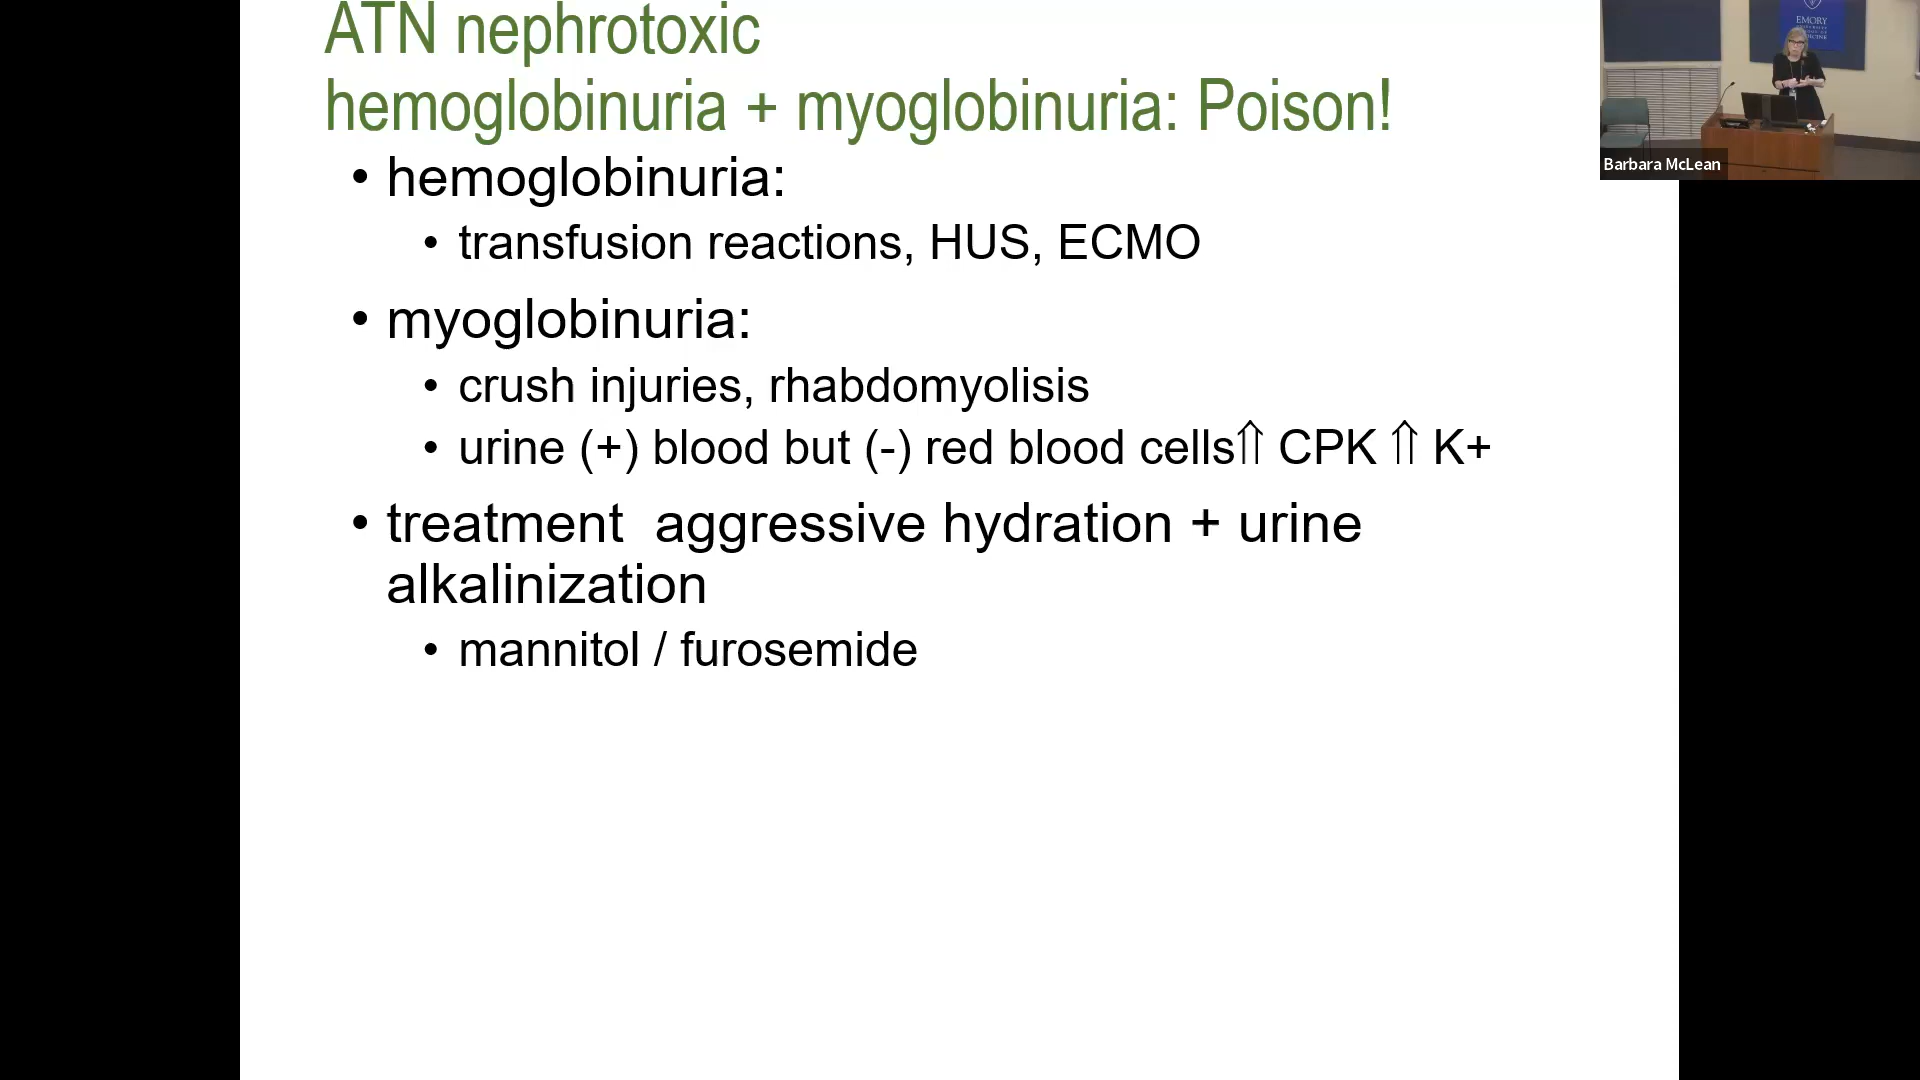 ATN nephrotoxic
hemoglobinuria + myoglobinuria: Poison!
• hemoglobinuria:
• transfusion reactions, HUS, ECMO
• myoglobinuria:
• crush injuries, rhabdomyolisis
• urine (+) blood but (-) red blood cells⇑ CPK ⇑ K+
• treatment  aggressive hydration + urine
alkalinization
• mannitol / furosemide
EMORY
Barbara McLean